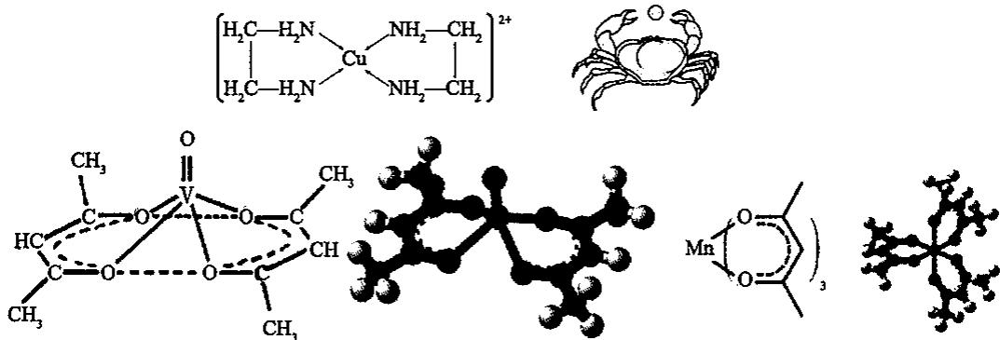 H₂C—H₂N NH₂—CH₂ 2+
Cu
H₂C—H₂N NH₂—CH₂
O
CH₃ V CH₃
C O O C
HC CH
C O O C
CH₃ CH₃
O
Mn
O 3